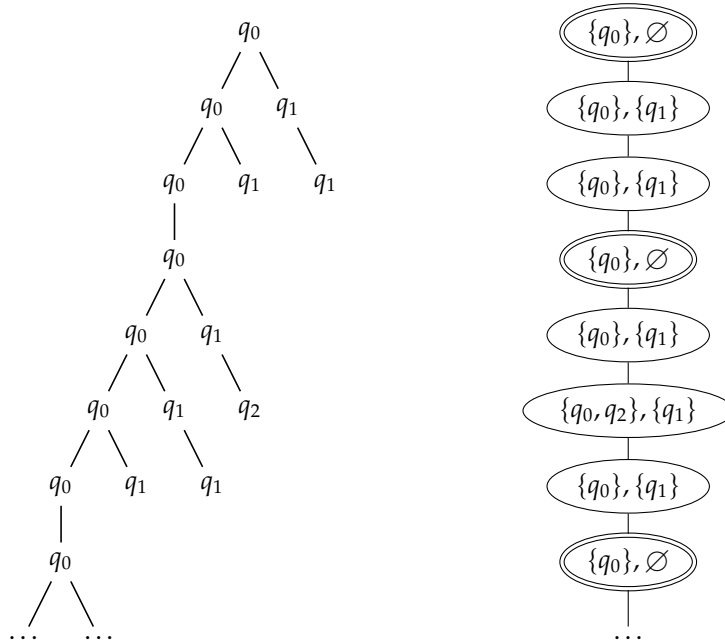 q₀ {q₀}, ∅
q₀ q₁ {q₀}, {q₁}
q₀ q₁ q₁ {q₀}, {q₁}
q₀ {q₀}, ∅
q₀ q₁ {q₀}, {q₁}
q₀ q₁ q₂ {q₀, q₂}, {q₁}
q₀ q₁ q₁ {q₀}, {q₁}
q₀ {q₀}, ∅
... ... ...